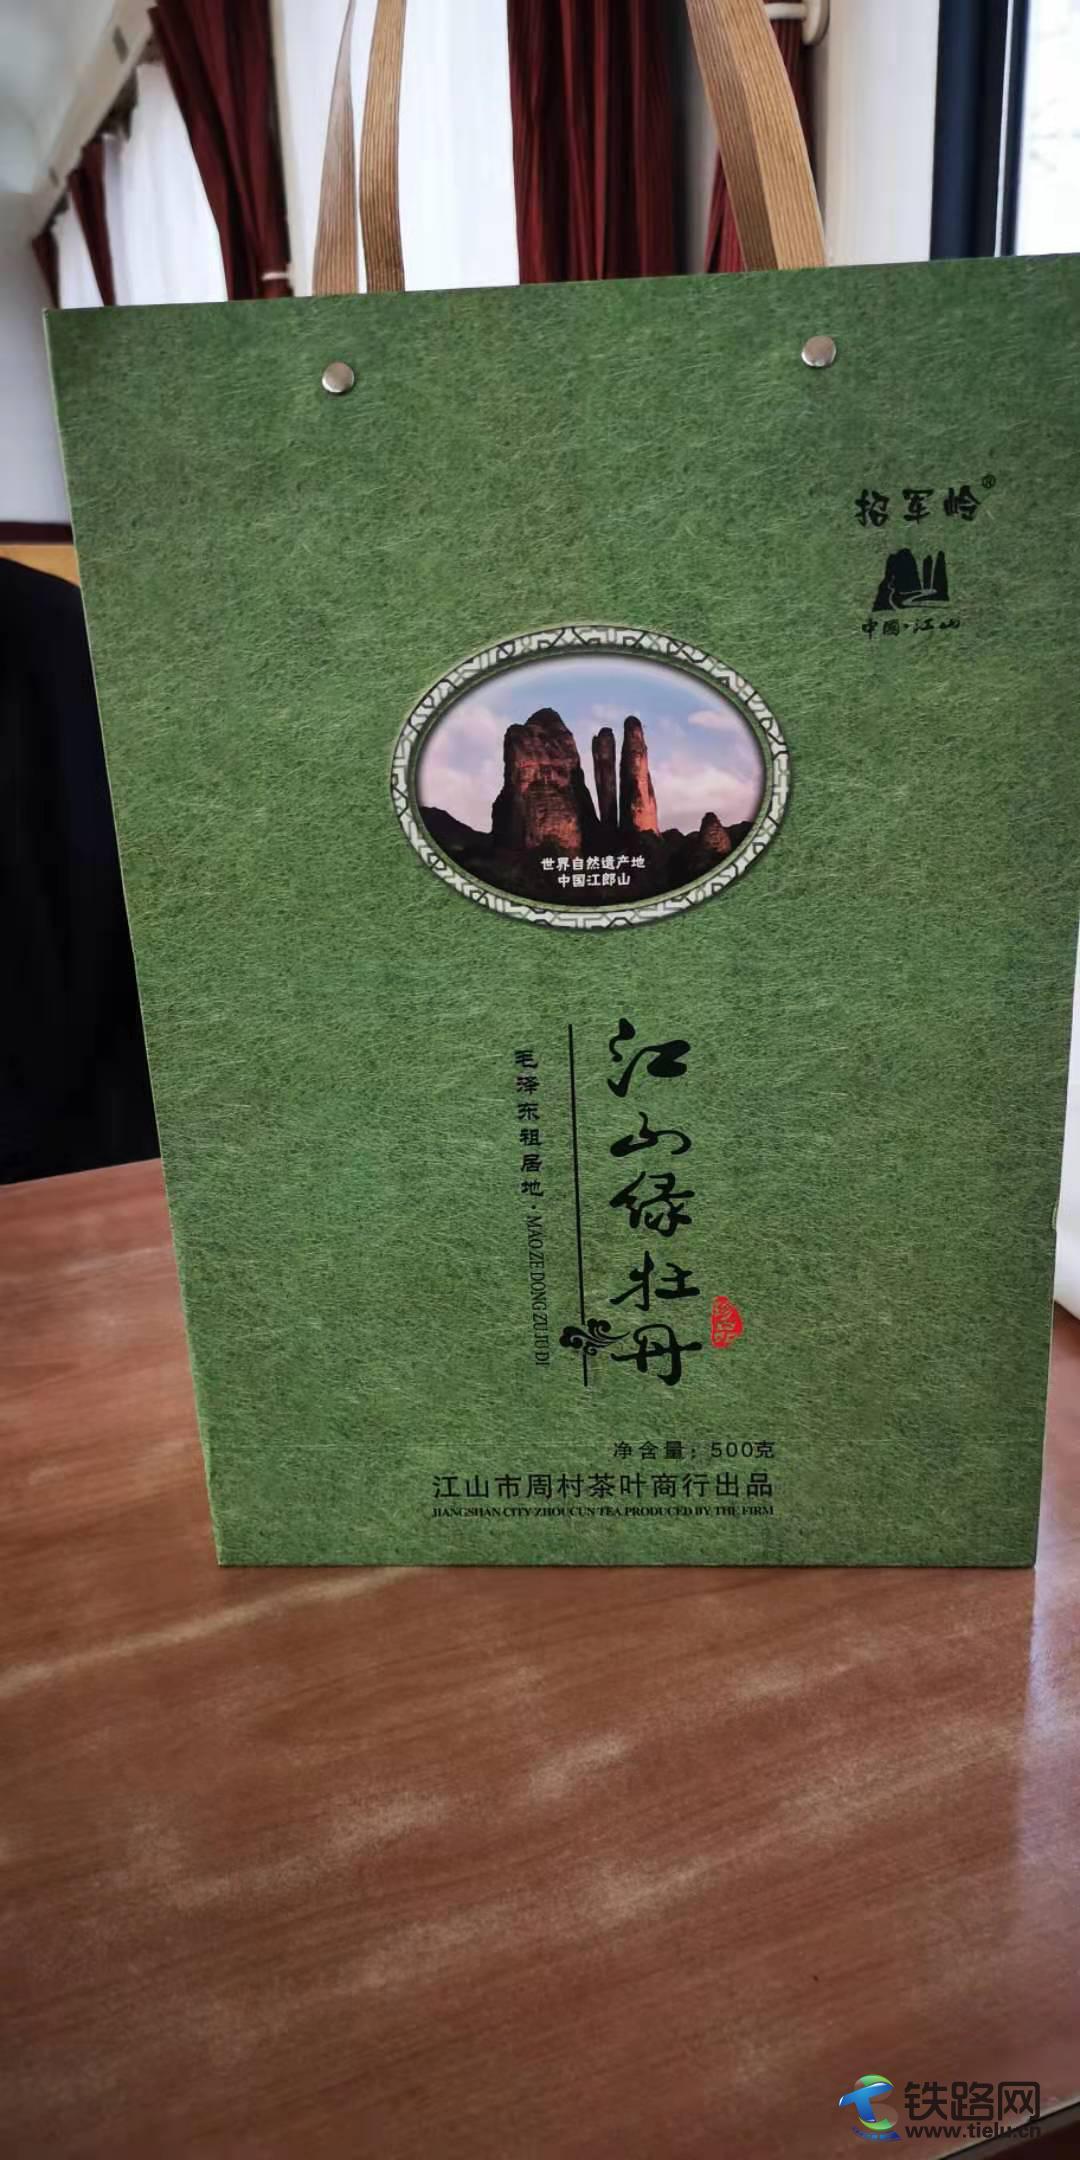 招军岭®
中国·江山
世界自然遗产地
中国江郎山
江山缘牡丹
珍品
毛泽东祖居地·MAO ZE DONG ZU JU DI
净含量：500克
江山市周村茶叶商行出品
JIANGSHAN CITY ZHOUCUN TEA PRODUCED BY THE FIRM
铁路网
www.tielu.cn